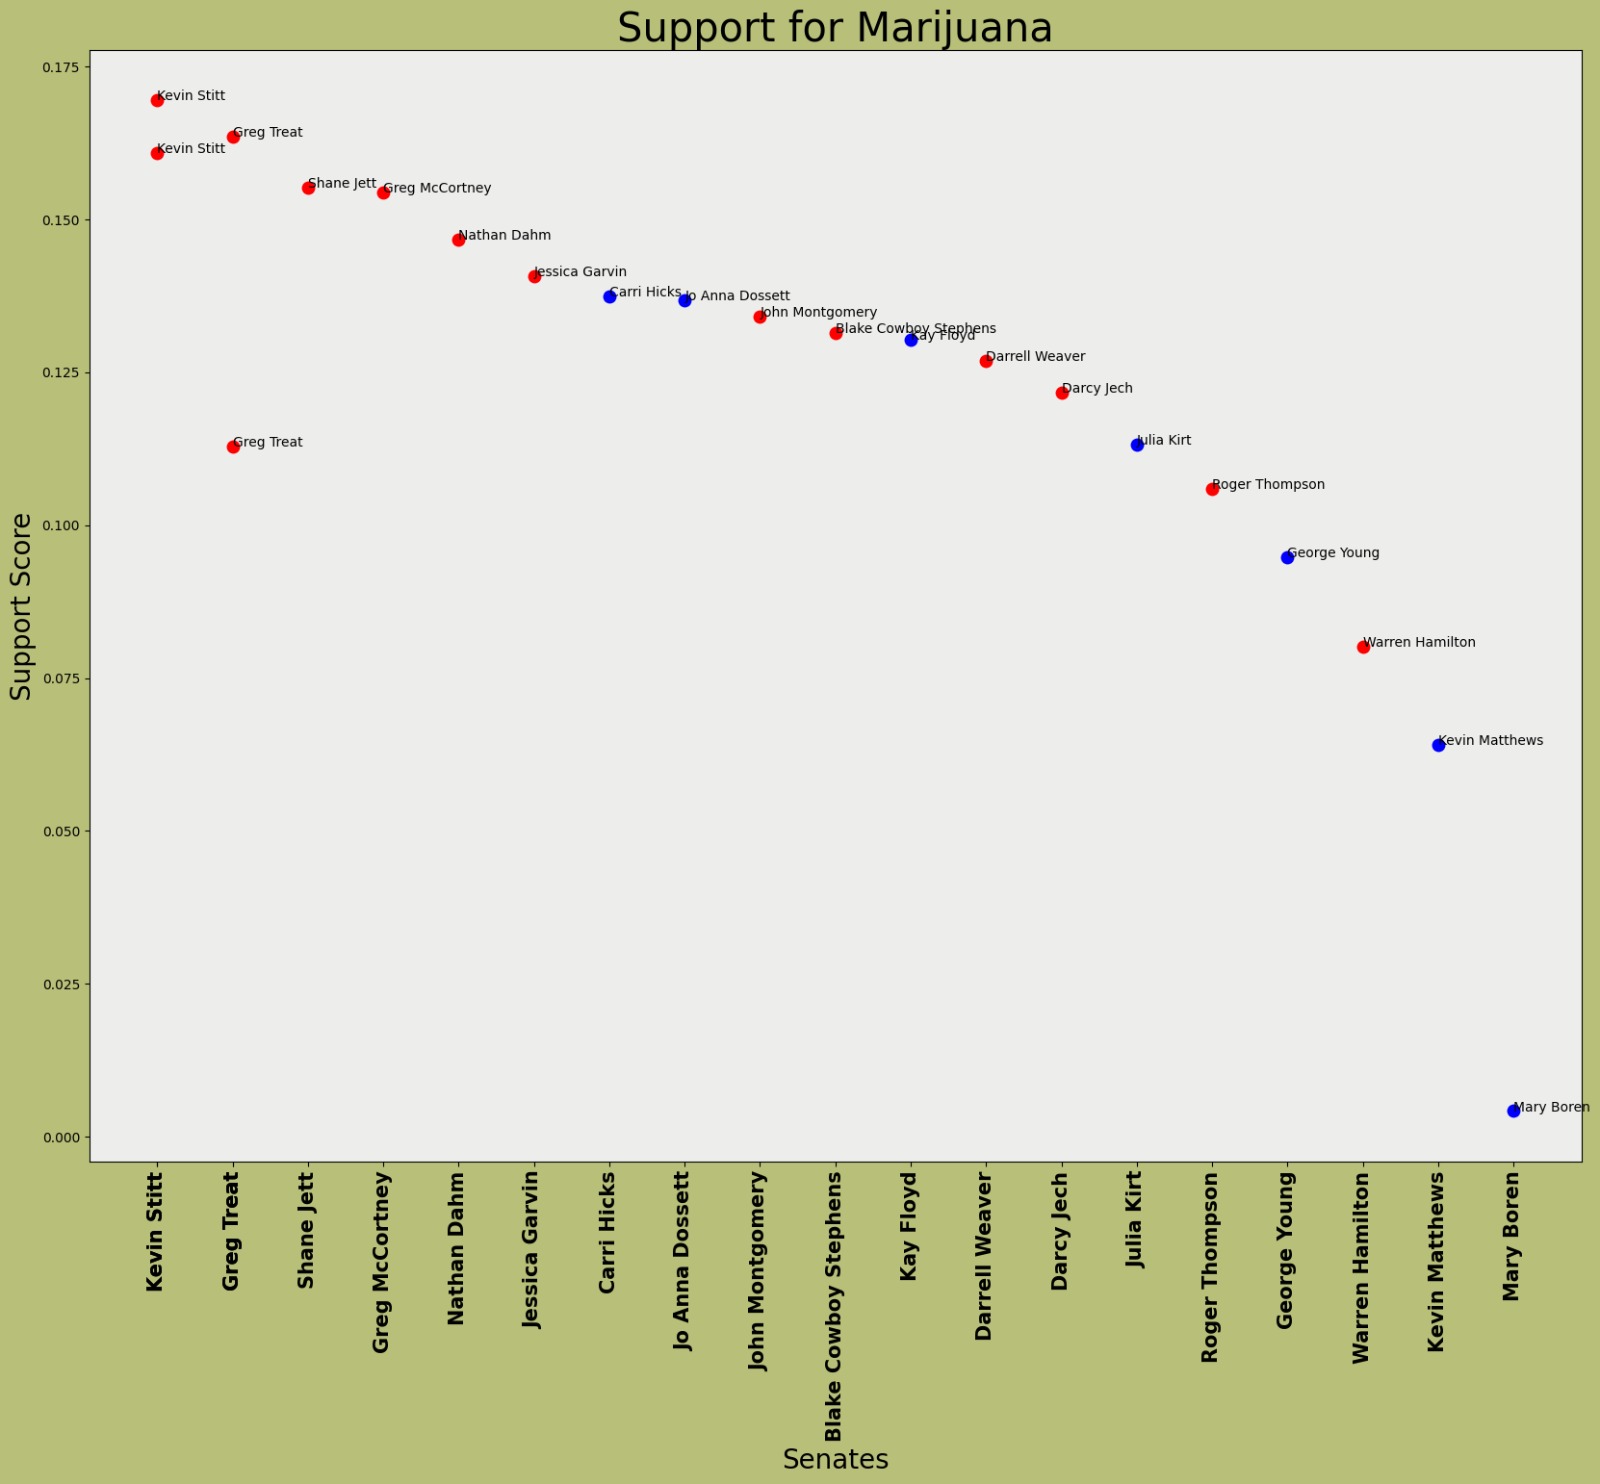 Support for Marijuana
0.175
0.150
0.125
0.100
0.075
0.050
0.025
0.000
Support Score
Kevin Stitt
Greg Treat
Kevin Stitt
Shane Jett
Greg McCortney
Nathan Dahm
Jessica Garvin
Carri Hicks
Jo Anna Dossett
John Montgomery
Blake Cowboy Stephens
Kay Floyd
Darrell Weaver
Darcy Jech
Greg Treat
Julia Kirt
Roger Thompson
George Young
Warren Hamilton
Kevin Matthews
Mary Boren
Kevin Stitt
Greg Treat
Shane Jett
Greg McCortney
Nathan Dahm
Jessica Garvin
Carri Hicks
Jo Anna Dossett
John Montgomery
Blake Cowboy Stephens
Kay Floyd
Darrell Weaver
Darcy Jech
Julia Kirt
Roger Thompson
George Young
Warren Hamilton
Kevin Matthews
Mary Boren
Senates